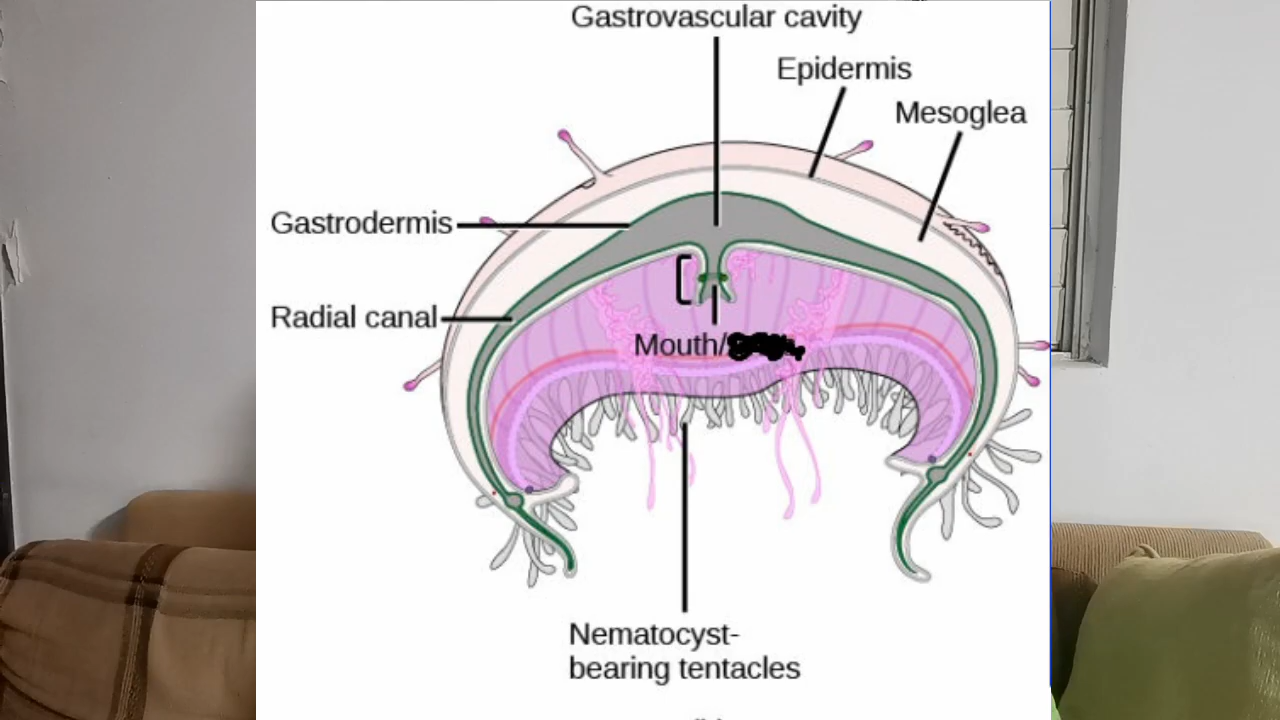 Gastrovascular cavity
Epidermis
Mesoglea
Gastrodermis
Radial canal
Mouth/
Nematocyst-
bearing tentacles